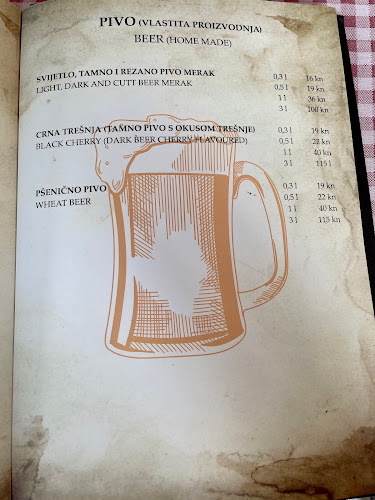 PIVO (VLASTITA PROIZVODNJA)
BEER (HOME MADE)
SVIJETLO, TAMNO I REZANO PIVO MERAK 0,3 l 16 kn
LIGHT, DARK AND CUTT BEER MERAK 0,5 l 19 kn
1 l 36 kn
3 l 100 kn
CRNA TREŠNJA (TAMNO PIVO S OKUSOM TREŠNJE) 0,3 l 19 kn
BLACK CHERRY (DARK BEER CHERRY FLAVOURED) 0,5 l 22 kn
1 l 40 kn
3 l 115 l
PŠENIČNO PIVO 0,3 l 19 kn
WHEAT BEER 0,5 l 22 kn
1 l 40 kn
3 l 115 kn